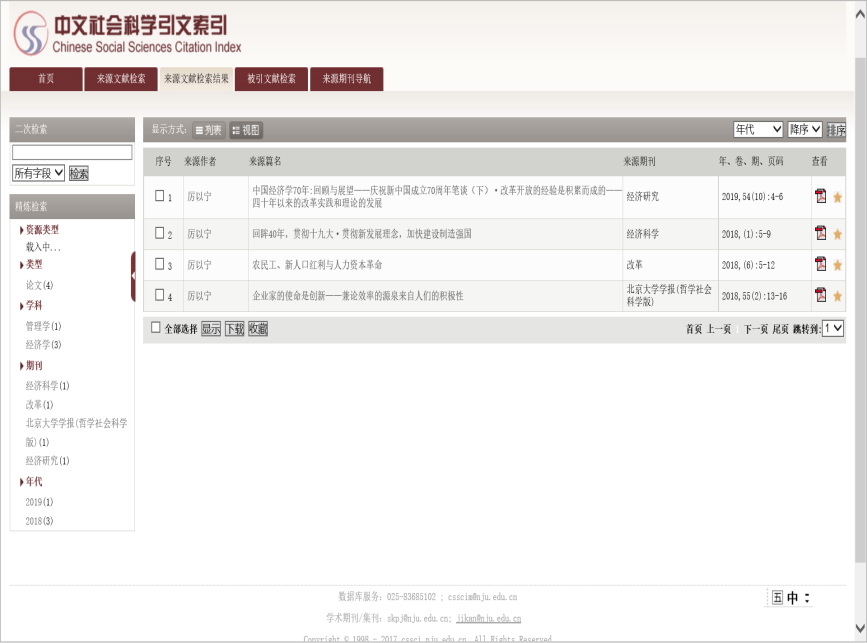 中文社会科学引文索引
Chinese Social Sciences Citation Index
首页 来源文献检索 来源文献检索结果 被引文献检索 来源期刊导航
二次检索
所有字段 检索
精炼检索
资源类型
载入中...
类型
论文(4)
学科
管理学(1)
经济学(3)
期刊
经济科学(1)
改革(1)
北京大学学报(哲学社会科学
版)(1)
经济研究(1)
年代
2019(1)
2018(3)
显示方式: 列表 视图 年代 降序 排序
序号 来源作者 来源篇名 来源期刊 年、卷、期、页码 查看
1 厉以宁 中国经济学70年:回顾与展望——庆祝新中国成立70周年笔谈(下)·改革开放的经验是积累而成的——
四十年以来的改革实践和理论的发展 经济研究 2019,54(10):4-6
2 厉以宁 回眸40年,贯彻十九大·贯彻新发展理念,加快建设制造强国 经济科学 2018,(1):5-9
3 厉以宁 农民工、新人口红利与人力资本革命 改革 2018,(6):5-12
4 厉以宁 企业家的使命是创新——兼论效率的源泉来自人们的积极性 北京大学学报(哲学社会
科学版) 2018,55(2):13-16
全部选择 显示 下载 收藏 首页 上一页 1 下一页 尾页 跳转到: 1
数据库服务: 025-83685102 ; cssci@nju.edu.cn
学术期刊/集刊: skpj@nju.edu.cn; jikan@nju.edu.cn
Copyright © 1998 - 2017 cssci.nju.edu.cn. All Rights Reserved
五 中 :